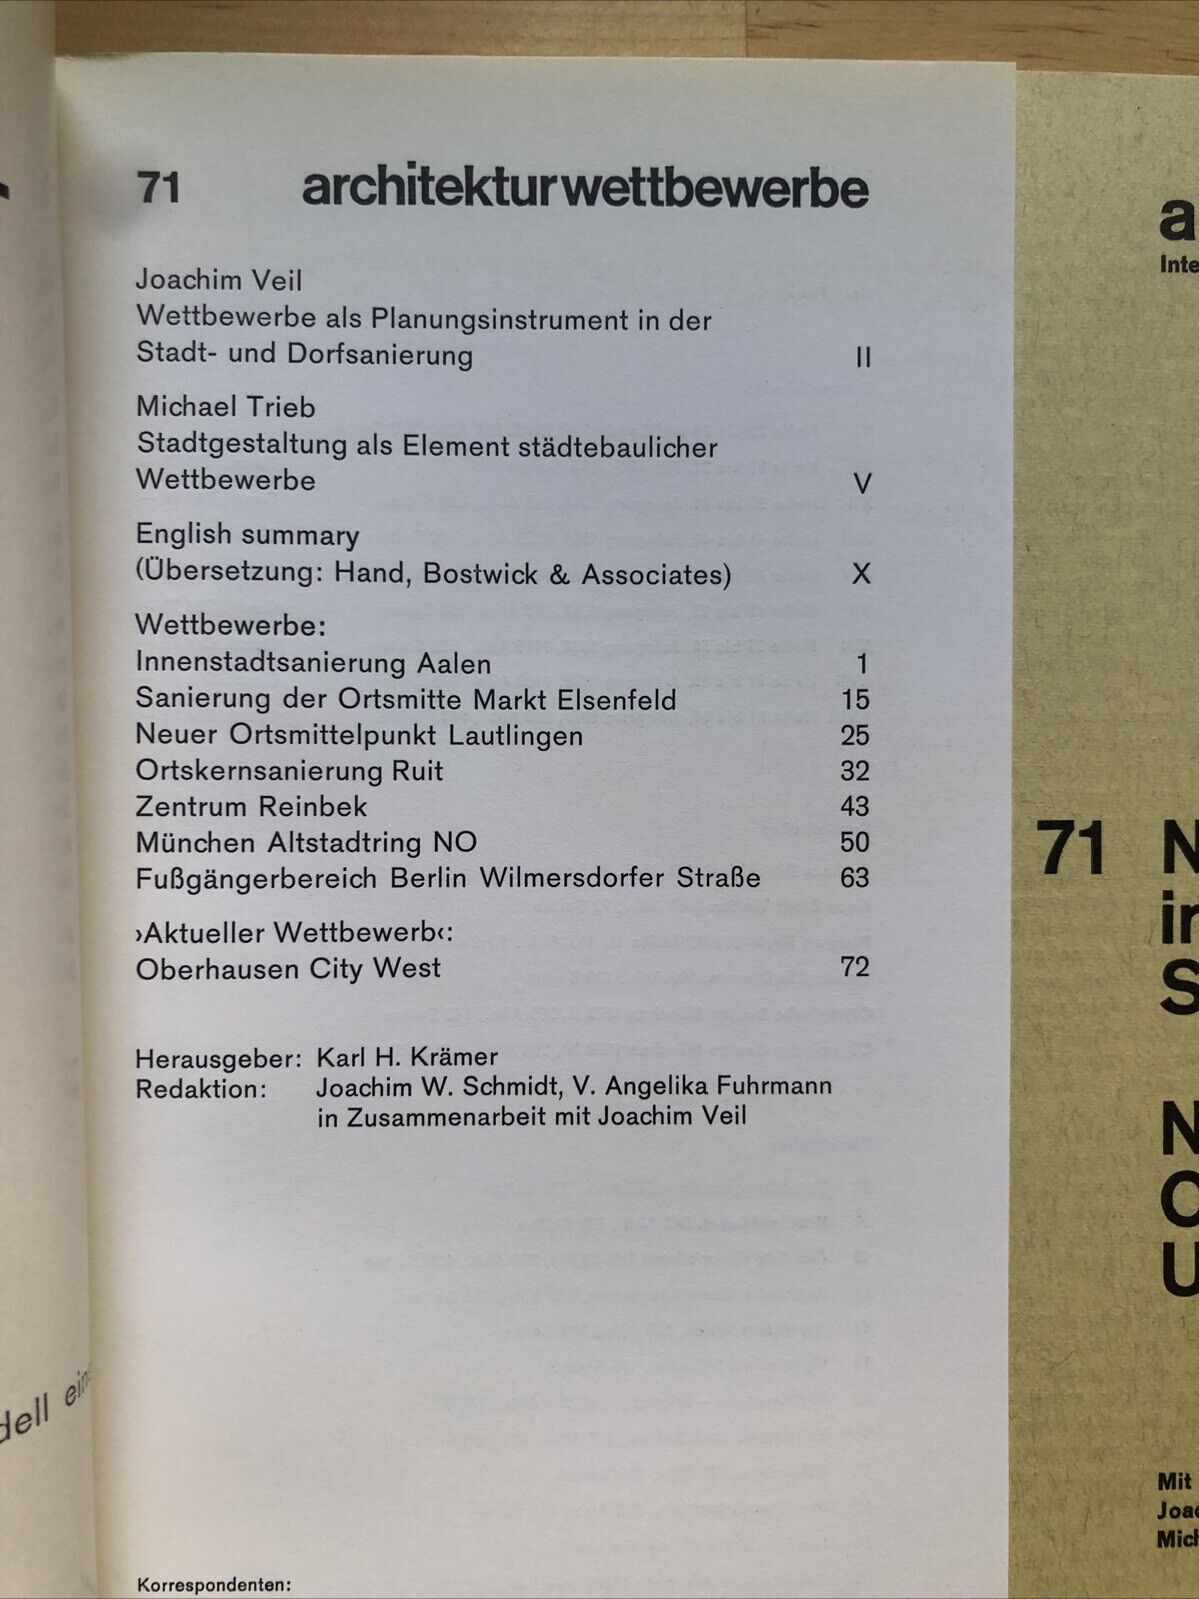 71 architekturwettbewerbe
Joachim Veil
Wettbewerbe als Planungsinstrument in der
Stadt- und Dorfsanierung II
Michael Trieb
Stadtgestaltung als Element städtebaulicher
Wettbewerbe V
English summary
(Übersetzung: Hand, Bostwick & Associates) X
Wettbewerbe:
Innenstadtsanierung Aalen 1
Sanierung der Ortsmitte Markt Elsenfeld 15
Neuer Ortsmittelpunkt Lautlingen 25
Ortskernsanierung Ruit 32
Zentrum Reinbek 43
München Altstadtring NO 50
Fußgängerbereich Berlin Wilmersdorfer Straße 63
›Aktueller Wettbewerb‹:
Oberhausen City West 72
Herausgeber: Karl H. Krämer
Redaktion: Joachim W. Schmidt, V. Angelika Fuhrmann
in Zusammenarbeit mit Joachim Veil
Korrespondenten:
71
Mit